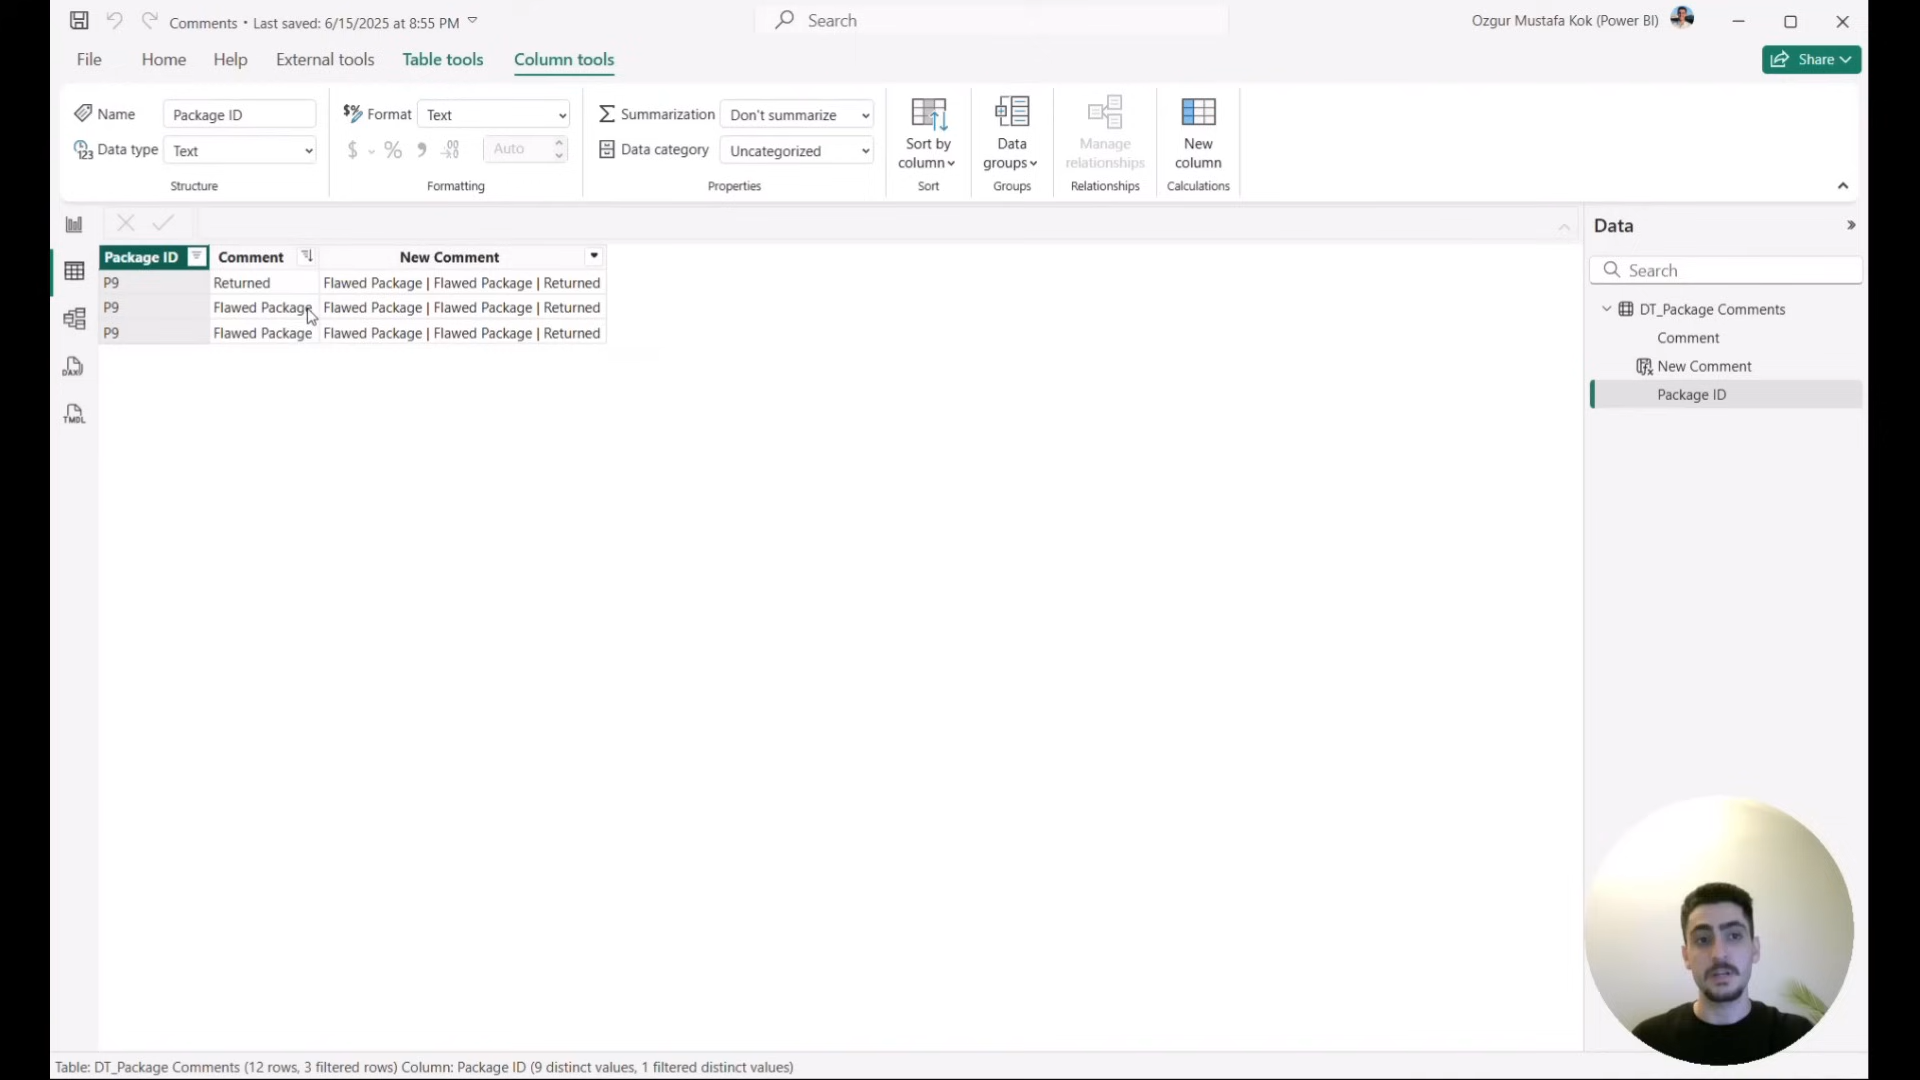 Comments • Last saved: 6/15/2025 at 8:55 PM
Search
Ozgur Mustafa Kok (Power BI)
File Home Help External tools Table tools Column tools
Share
Name Package ID
Data type Text
Structure
Format Text
$ % 9 .00 Auto
Formatting
Summarization Don't summarize
Data category Uncategorized
Properties
Sort by column
Sort
Data groups
Groups
Manage relationships
Relationships
New column
Calculations
Package ID Comment New Comment
P9 Returned Flawed Package | Flawed Package | Returned
P9 Flawed Package Flawed Package | Flawed Package | Returned
P9 Flawed Package Flawed Package | Flawed Package | Returned
DAX
TMDL
Data
Search
DT_Package Comments
Comment
New Comment
Package ID
Table: DT_Package Comments (12 rows, 3 filtered rows) Column: Package ID (9 distinct values, 1 filtered distinct values)